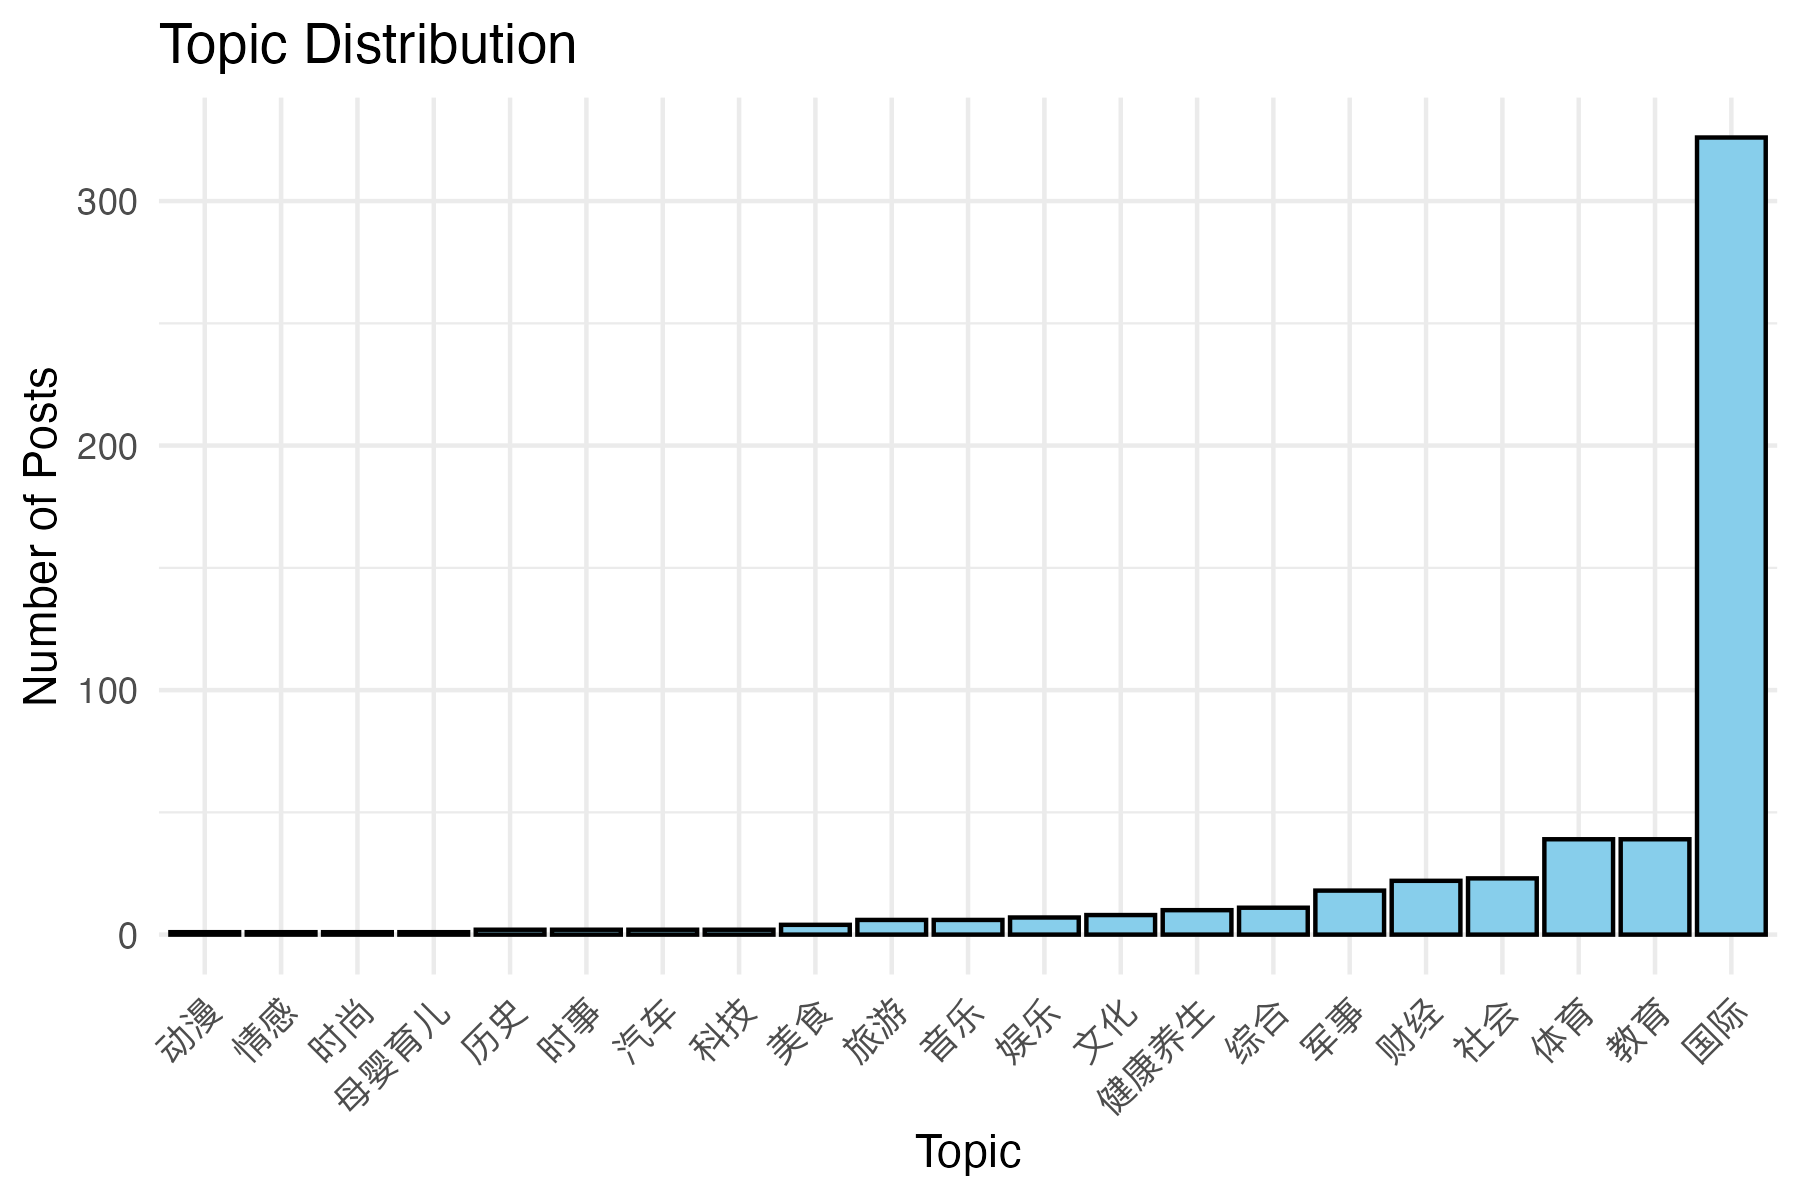 Topic Distribution
Number of Posts
300
200
100
0
动漫
情感
时尚
母婴育儿
历史
时事
汽车
科技
美食
旅游
音乐
娱乐
文化
健康养生
综合
军事
财经
社会
体育
教育
国际
Topic